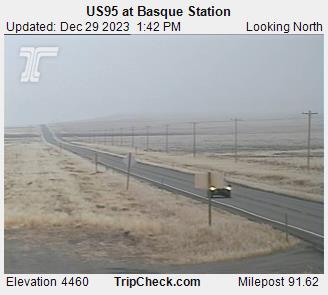 US95 at Basque Station
Updated: Dec 29 2023 1:42 PM Looking North
Elevation 4460 TripCheck.com Milepost 91.62